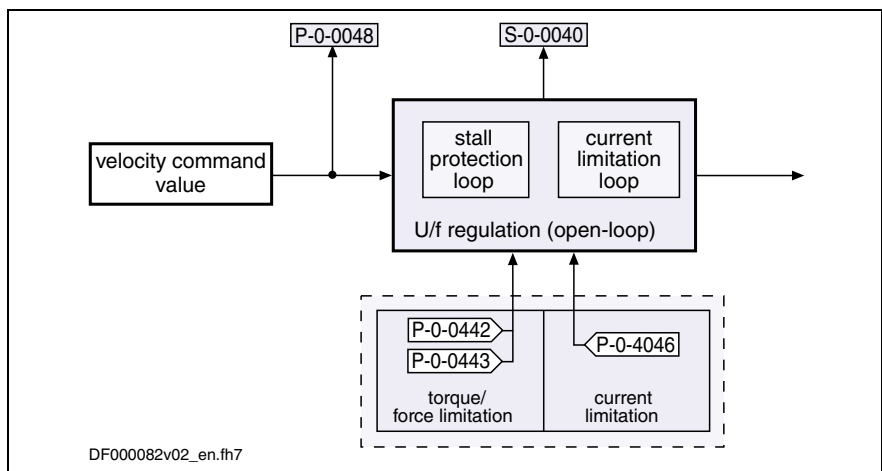 P-0-0048
S-0-0040
velocity command
value
stall
protection
loop
current
limitation
loop
U/f regulation (open-loop)
P-0-0442
P-0-0443
P-0-4046
torque/
force limitation
current
limitation
DF000082v02_en.fh7